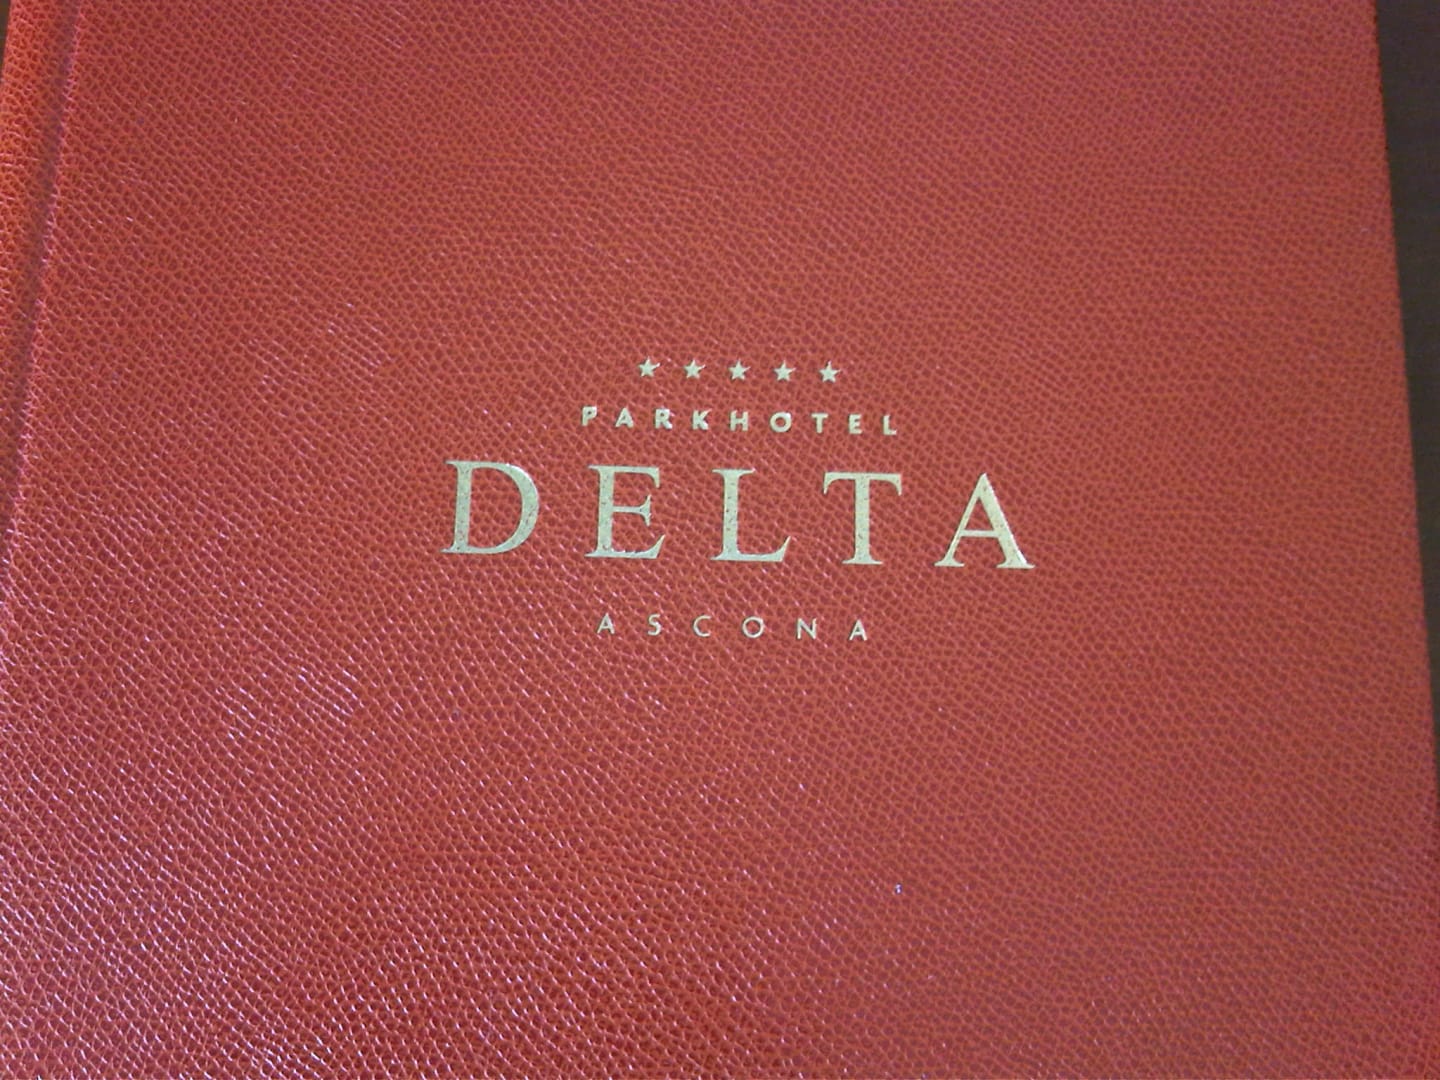 ★★★★★
PARKHOTEL
DELTA
ASCONA